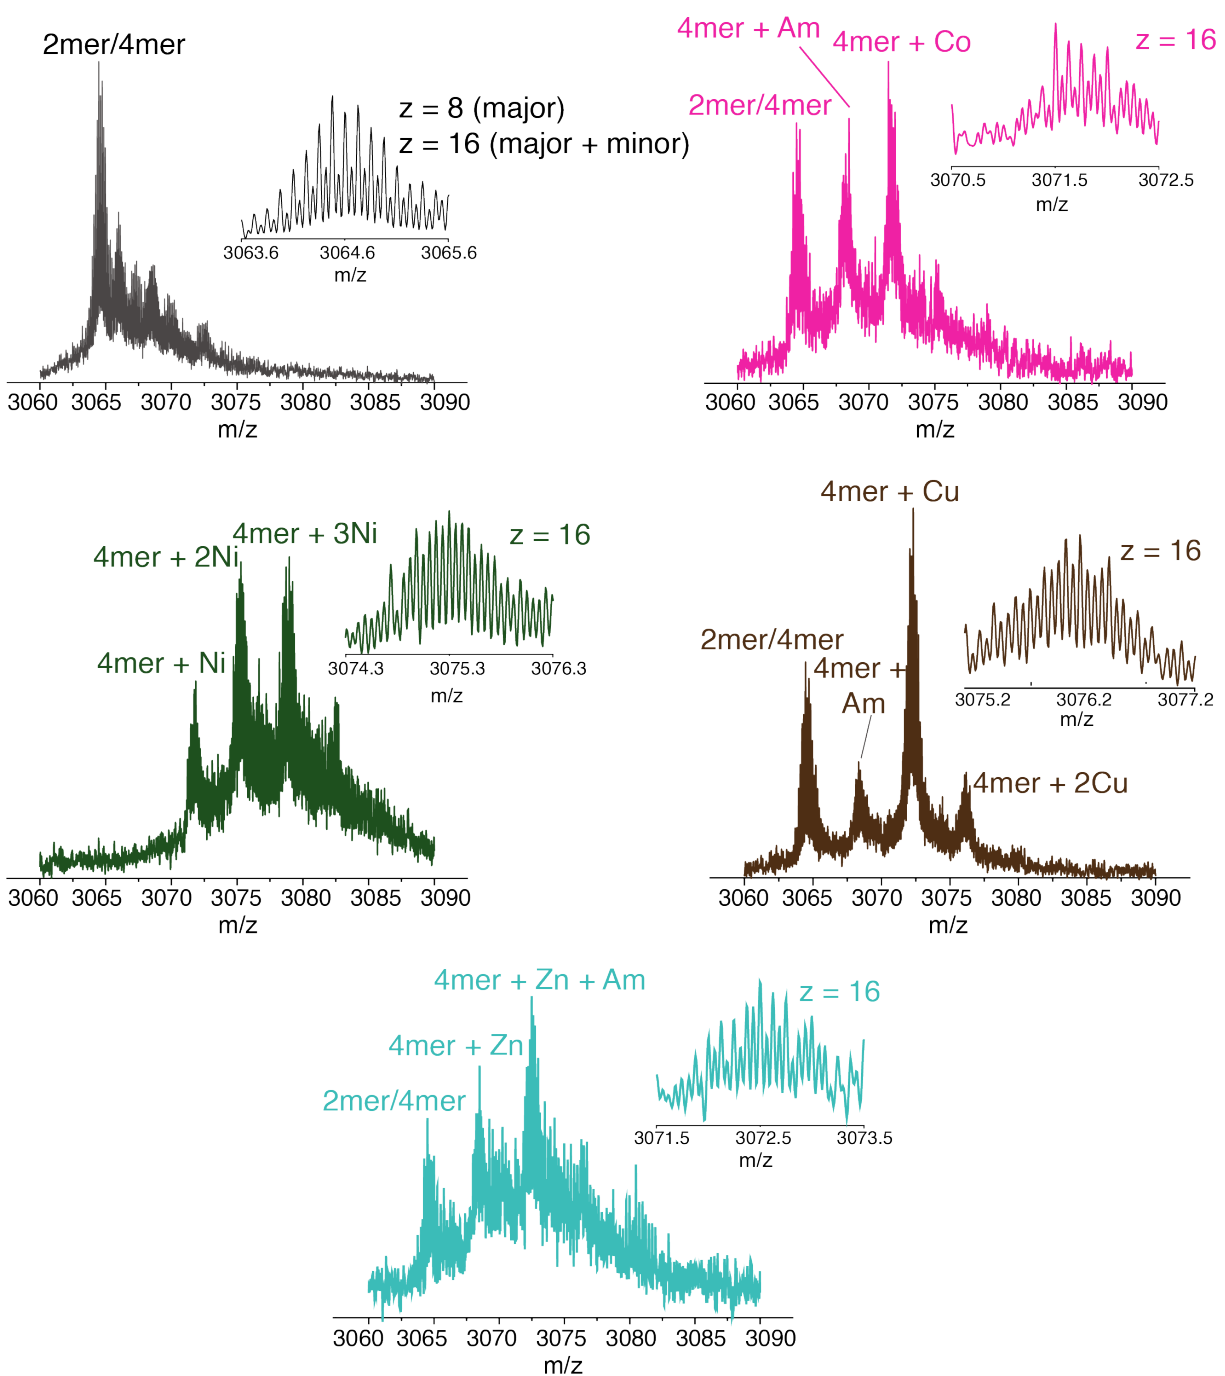 2mer/4mer
z = 8 (major)
z = 16 (major + minor)
3063.6 3064.6 3065.6
m/z
3060 3065 3070 3075 3080 3085 3090
m/z
4mer + Am
4mer + Co
z = 16
2mer/4mer
3070.5 3071.5 3072.5
m/z
3060 3065 3070 3075 3080 3085 3090
m/z
4mer + 3Ni
z = 16
4mer + 2Ni
4mer + Ni
3074.3 3075.3 3076.3
m/z
3060 3065 3070 3075 3080 3085 3090
m/z
4mer + Cu
z = 16
2mer/4mer
4mer +
Am
3075.2 3076.2 3077.2
m/z
4mer + 2Cu
3060 3065 3070 3075 3080 3085 3090
m/z
4mer + Zn + Am
z = 16
4mer + Zn
2mer/4mer
3071.5 3072.5 3073.5
m/z
3060 3065 3070 3075 3080 3085 3090
m/z